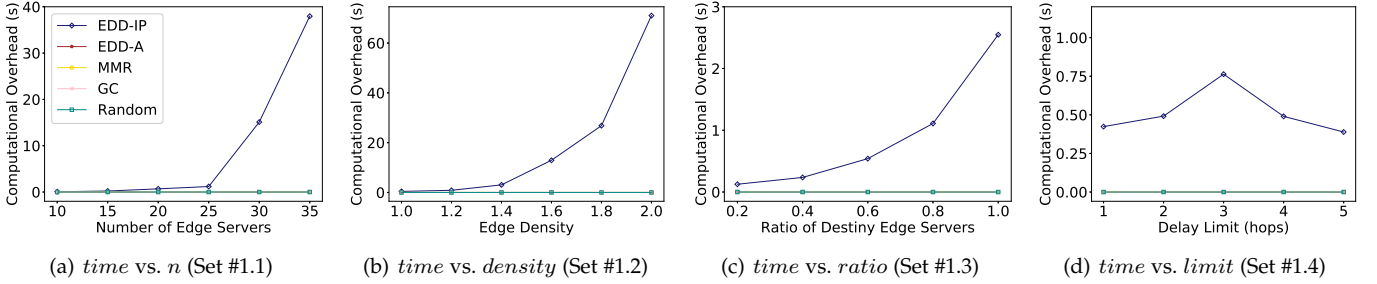 Computational Overhead (s)
40
30
20
10
0
EDD-IP
EDD-A
MMR
GC
Random
10 15 20 25 30 35
Number of Edge Servers
(a) time vs. n (Set #1.1)
Computational Overhead (s)
60
40
20
0
1.0 1.2 1.4 1.6 1.8 2.0
Edge Density
(b) time vs. density (Set #1.2)
Computational Overhead (s)
3
2
1
0
0.2 0.4 0.6 0.8 1.0
Ratio of Destiny Edge Servers
(c) time vs. ratio (Set #1.3)
Computational Overhead (s)
1.00
0.75
0.50
0.25
0.00
1 2 3 4 5
Delay Limit (hops)
(d) time vs. limit (Set #1.4)